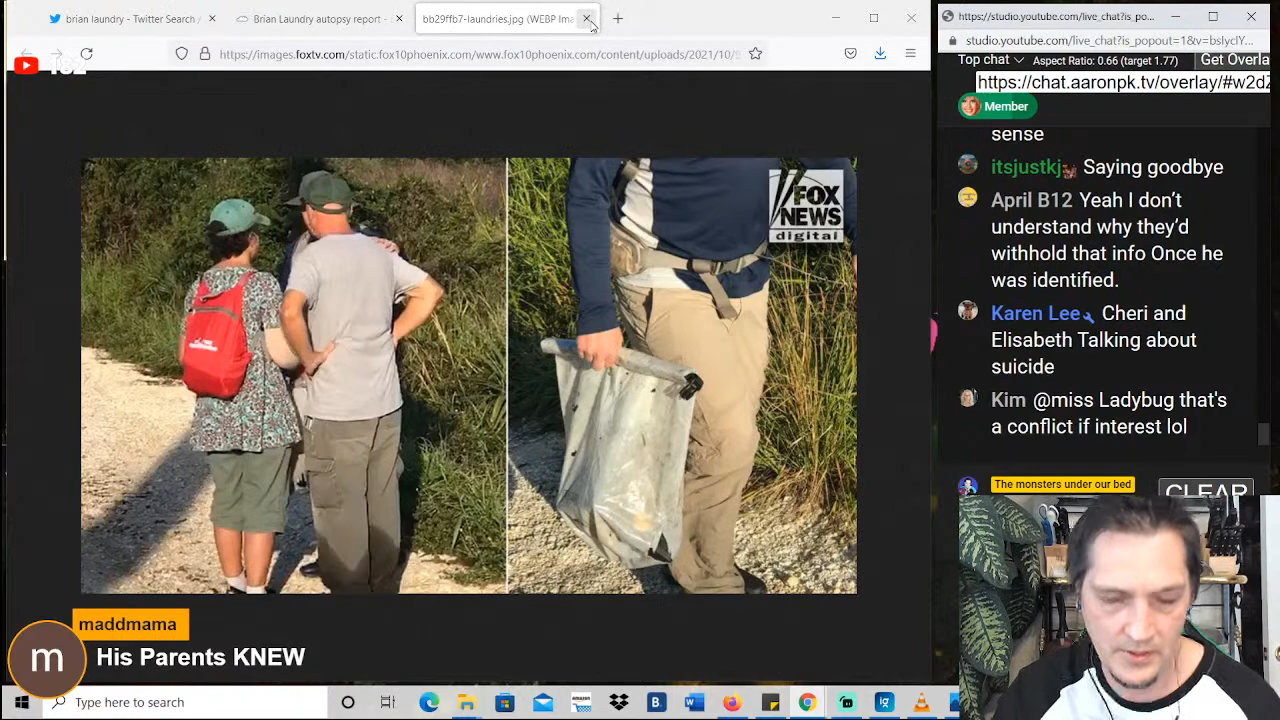 brian laundry - Twitter Search /
Brian Laundry autopsy report -
bb29ffb7-laundries.jpg (WEBP Ima
https://images.foxtv.com/static.fox10phoenix.com/www.fox10phoenix.com/content/uploads/2021/10/
182
FOX
NEWS
digital
maddmama
m
His Parents KNEW
Type here to search
https://studio.youtube.com/live_chat?is_po...
studio.youtube.com/live_chat?is_popout=1&v=bslyclY
Top chat
Aspect Ratio: 0.66 (target 1.77)
Get Overla
https://chat.aaronpk.tv/overlay/#w2dz
Member
sense
itsjustkj Saying goodbye
April B12 Yeah I don't
understand why they'd
withhold that info Once he
was identified.
Karen Lee Cheri and
Elisabeth Talking about
suicide
Kim @miss Ladybug that's
a conflict if interest lol
The monsters under our bed
CLEAR